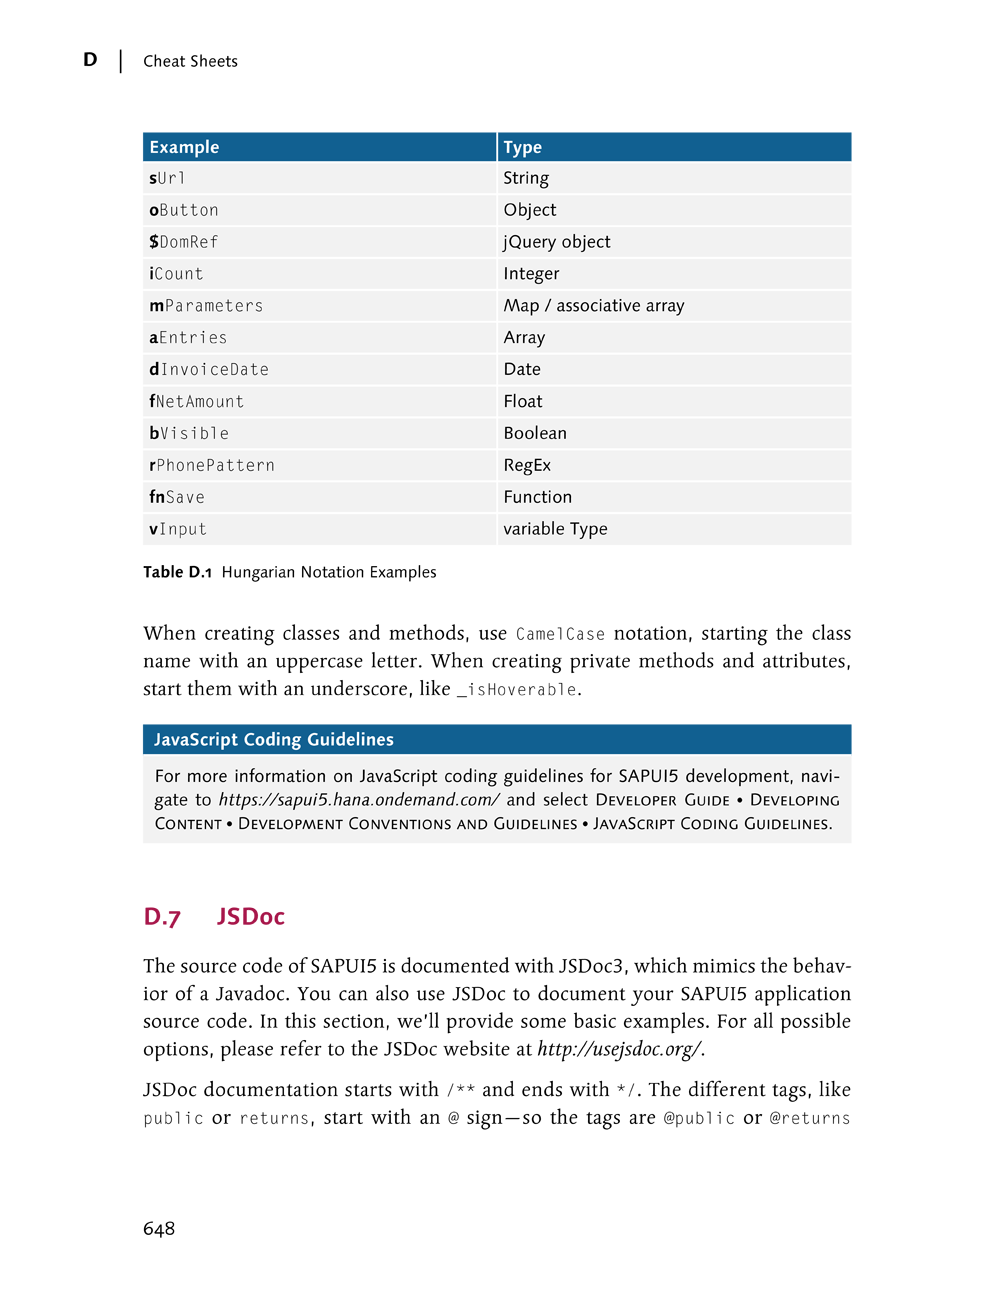 D | Cheat Sheets
Example Type
sUrl String
oButton Object
$DomRef jQuery object
iCount Integer
mParameters Map / associative array
aEntries Array
dInvoiceDate Date
fNetAmount Float
bVisible Boolean
rPhonePattern RegEx
fnSave Function
vInput variable Type
Table D.1 Hungarian Notation Examples
When creating classes and methods, use CamelCase notation, starting the class
name with an uppercase letter. When creating private methods and attributes,
start them with an underscore, like _isHoverable.
JavaScript Coding Guidelines
For more information on JavaScript coding guidelines for SAPUI5 development, navi-
gate to https://sapui5.hana.ondemand.com/ and select Developer Guide • Developing
Content • Development Conventions and Guidelines • JavaScript Coding Guidelines.
D.7 JSDoc
The source code of SAPUI5 is documented with JSDoc3, which mimics the behav-
ior of a Javadoc. You can also use JSDoc to document your SAPUI5 application
source code. In this section, we'll provide some basic examples. For all possible
options, please refer to the JSDoc website at http://usejsdoc.org/.
JSDoc documentation starts with /** and ends with */. The different tags, like
public or returns, start with an @ sign—so the tags are @public or @returns
648